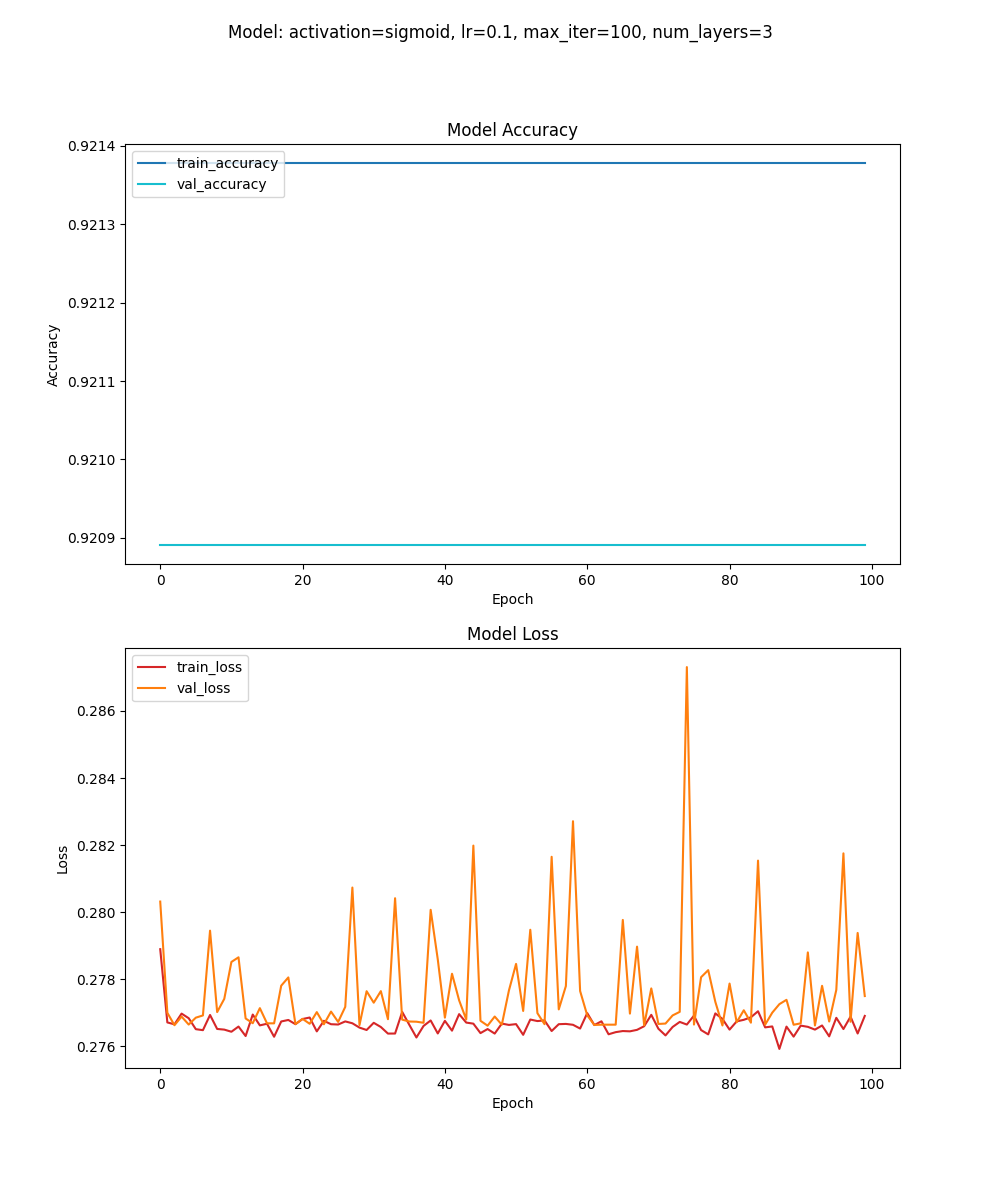 Model: activation=sigmoid, lr=0.1, max_iter=100, num_layers=3
Model Accuracy
0.9214
0.9213
0.9212
0.9211
0.9210
0.9209
Accuracy
train_accuracy
val_accuracy
0 20 40 60 80 100
Epoch
Model Loss
0.286
0.284
0.282
0.280
0.278
0.276
Loss
train_loss
val_loss
0 20 40 60 80 100
Epoch